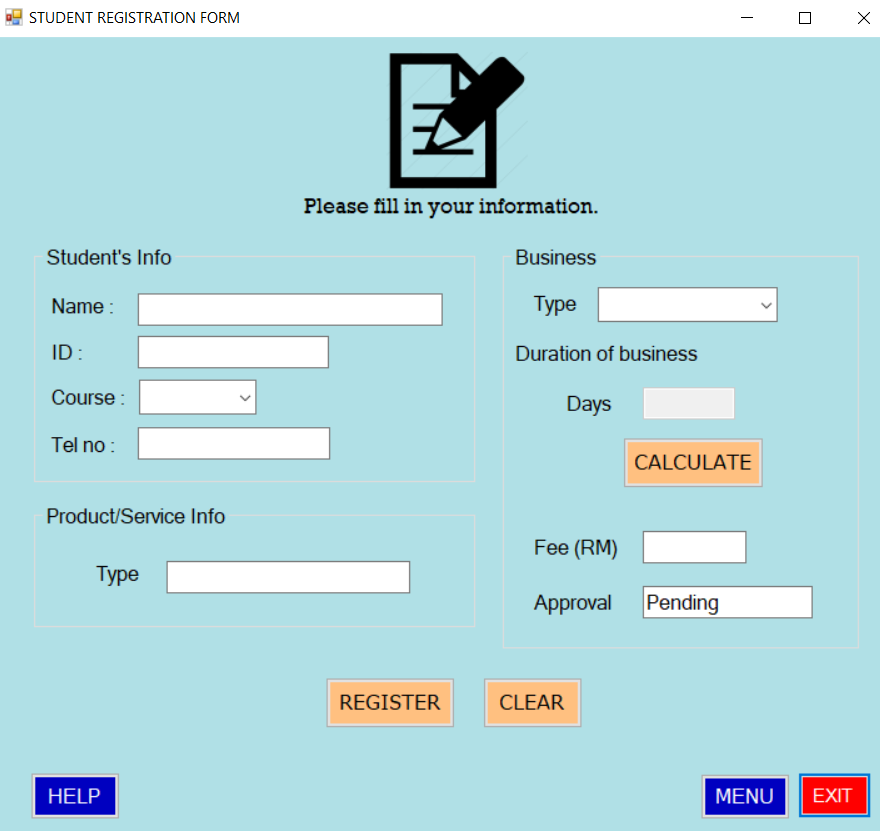 STUDENT REGISTRATION FORM
Please fill in your information.
Student's Info
Name :
ID :
Course :
Tel no :
Product/Service Info
Type
Business
Type
Duration of business
Days
CALCULATE
Fee (RM)
Approval Pending
REGISTER CLEAR
HELP MENU EXIT